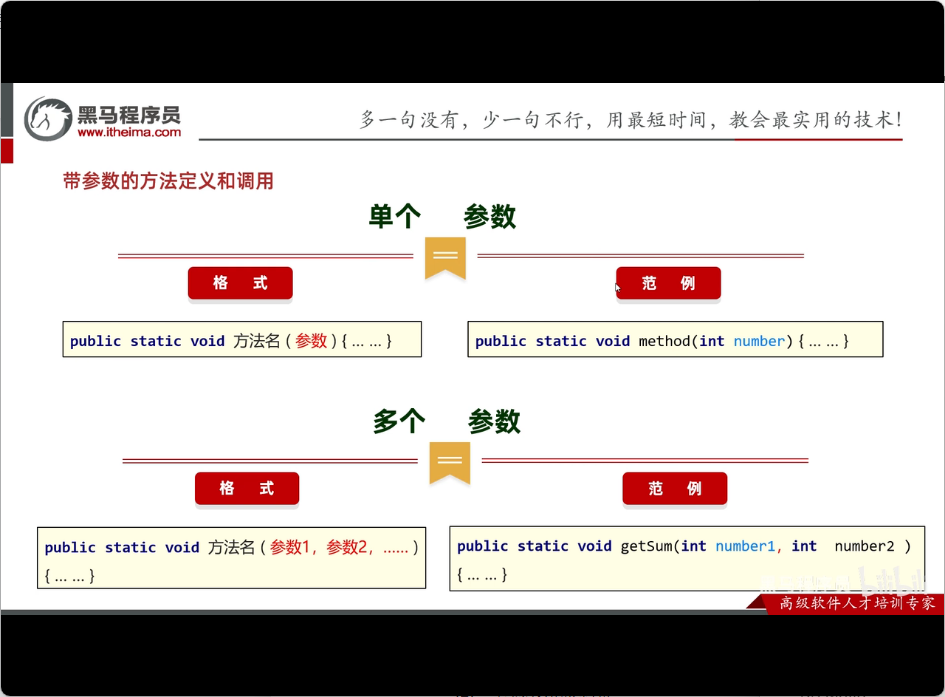 黑马程序员
www.itheima.com
多一句没有，少一句不行，用最短时间，教会最实用的技术！
带参数的方法定义和调用
单个 参数
格 式
范 例
public static void 方法名 ( 参数 ) { ... ... }
public static void method(int number) { ... ... }
多个 参数
格 式
范 例
public static void 方法名 ( 参数1，参数2，...... )
{ ... ... }
public static void getSum(int number1, int number2 )
{ ... ... }
bilibili
高级软件人才培训专家